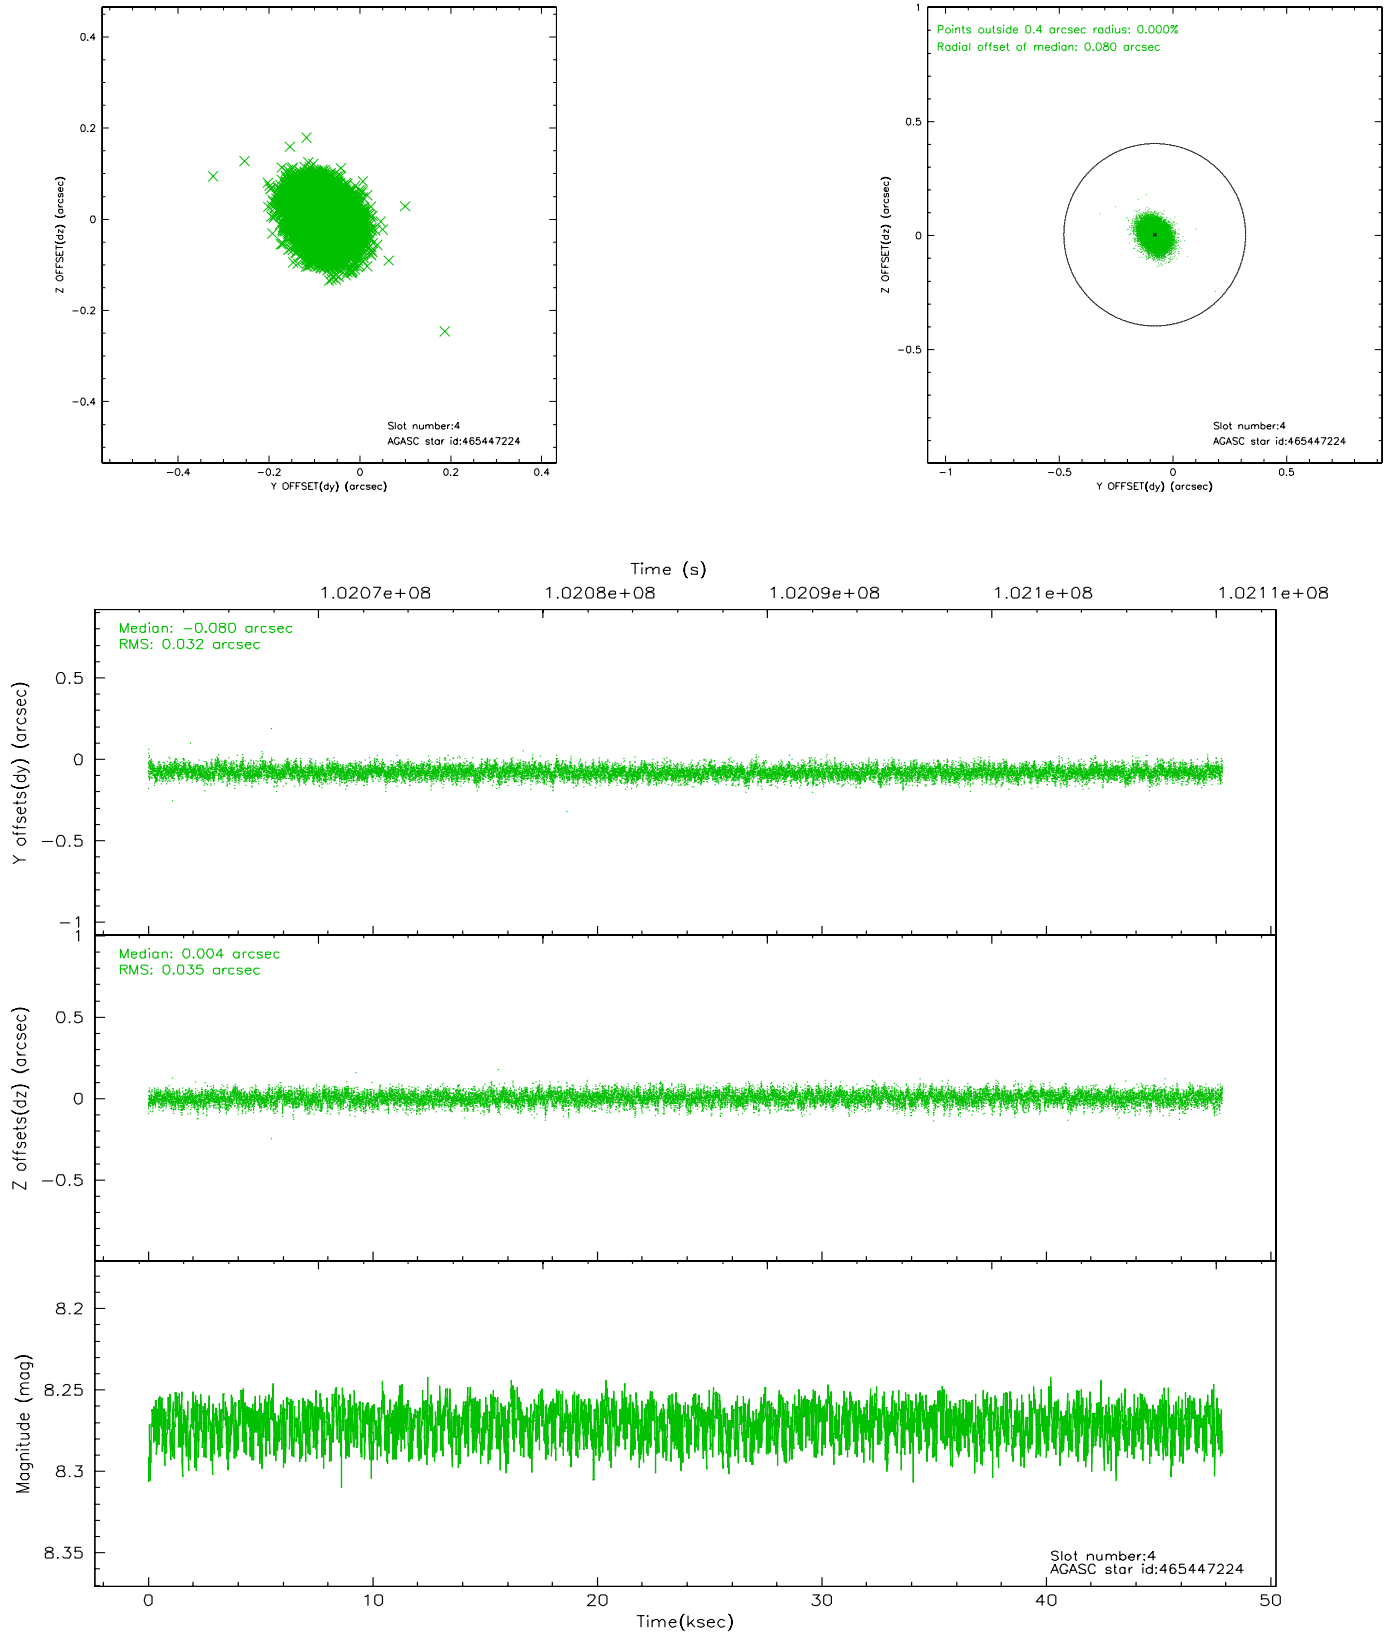 0.4
0.2
0
-0.2
-0.4
Z OFFSET(dz) (arcsec)
Slot number:4
AGASC star id:465447224
-0.4 -0.2 0 0.2 0.4
Y OFFSET(dy) (arcsec)
Points outside 0.4 arcsec radius: 0.000%
Radial offset of median: 0.080 arcsec
1
0.5
0
-0.5
Z OFFSET(dz) (arcsec)
Slot number:4
AGASC star id:465447224
-1 -0.5 0 0.5
Y OFFSET(dy) (arcsec)
Time (s)
1.0207e+08 1.0208e+08 1.0209e+08 1.021e+08 1.0211e+08
Median: -0.080 arcsec
RMS: 0.032 arcsec
0.5
0
-0.5
-1
Y offsets(dy) (arcsec)
Median: 0.004 arcsec
RMS: 0.035 arcsec
1
0.5
0
-0.5
Z offsets(dz) (arcsec)
8.2
8.25
8.3
8.35
Magnitude (mag)
Slot number:4
AGASC star id:465447224
0 10 20 30 40 50
Time(ksec)